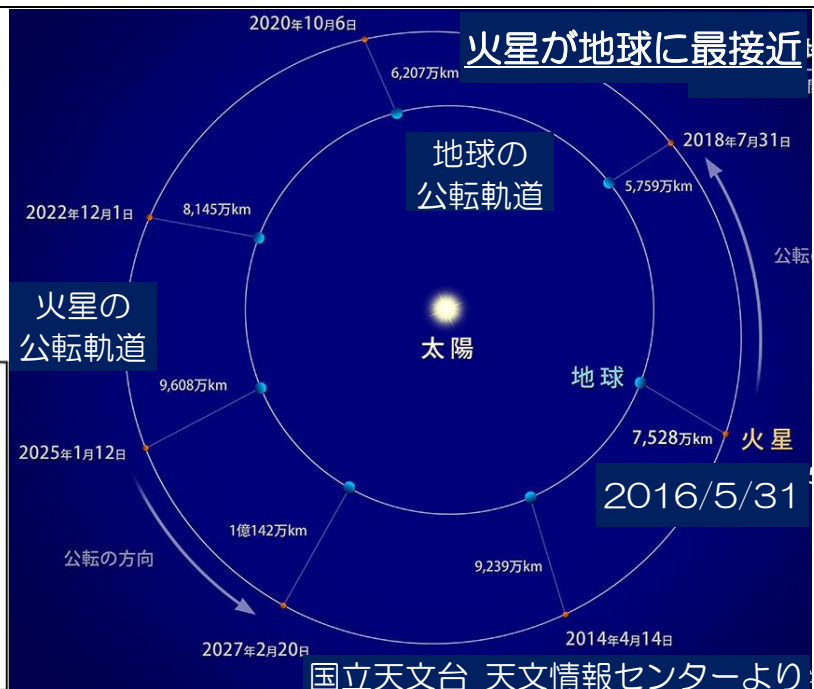 2020年10月6日
火星が地球に最接近
6,207万km
2018年7月31日
地球の
公転軌道
5,759万km
8,145万km
2022年12月1日
公転
火星の
公転軌道
太陽
地球
9,608万km
7,528万km
火星
2025年1月12日
2016/5/31
1億142万km
公転の方向
9,239万km
2014年4月14日
2027年2月20日
国立天文台 天文情報センターより